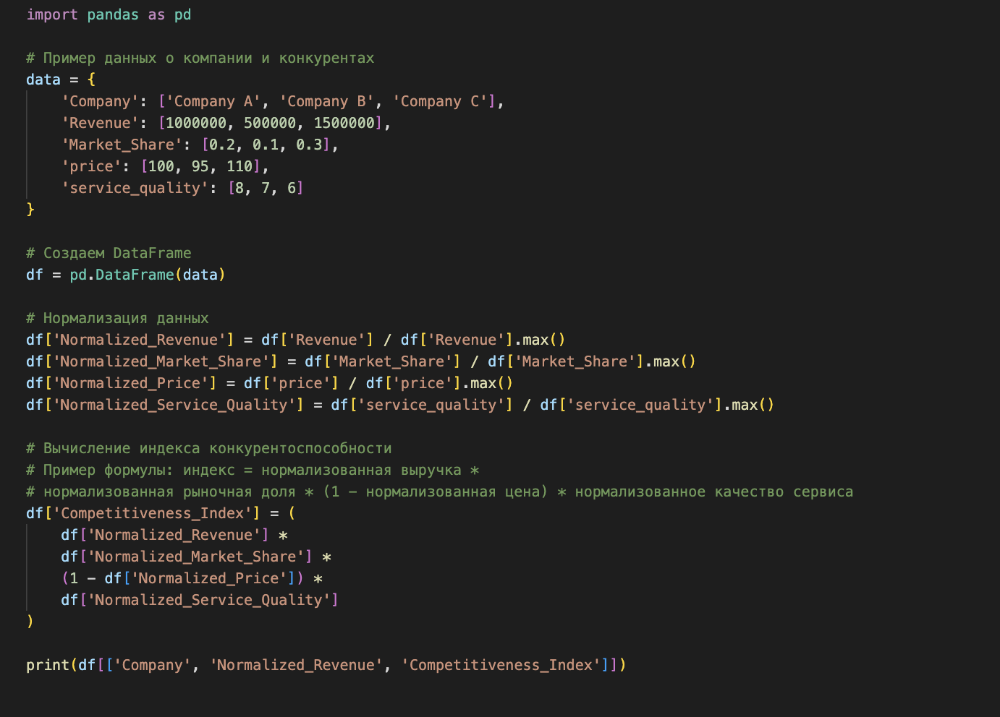 import pandas as pd
# Пример данных о компании и конкурентах
data = {
    'Company': ['Company A', 'Company B', 'Company C'],
    'Revenue': [1000000, 500000, 1500000],
    'Market_Share': [0.2, 0.1, 0.3],
    'price': [100, 95, 110],
    'service_quality': [8, 7, 6]
}
# Создаем DataFrame
df = pd.DataFrame(data)
# Нормализация данных
df['Normalized_Revenue'] = df['Revenue'] / df['Revenue'].max()
df['Normalized_Market_Share'] = df['Market_Share'] / df['Market_Share'].max()
df['Normalized_Price'] = df['price'] / df['price'].max()
df['Normalized_Service_Quality'] = df['service_quality'] / df['service_quality'].max()
# Вычисление индекса конкурентоспособности
# Пример формулы: индекс = нормализованная выручка *
# нормализованная рыночная доля * (1 - нормализованная цена) * нормализованное качество сервиса
df['Competitiveness_Index'] = (
    df['Normalized_Revenue'] *
    df['Normalized_Market_Share'] *
    (1 - df['Normalized_Price']) *
    df['Normalized_Service_Quality']
)
print(df[['Company', 'Normalized_Revenue', 'Competitiveness_Index']])